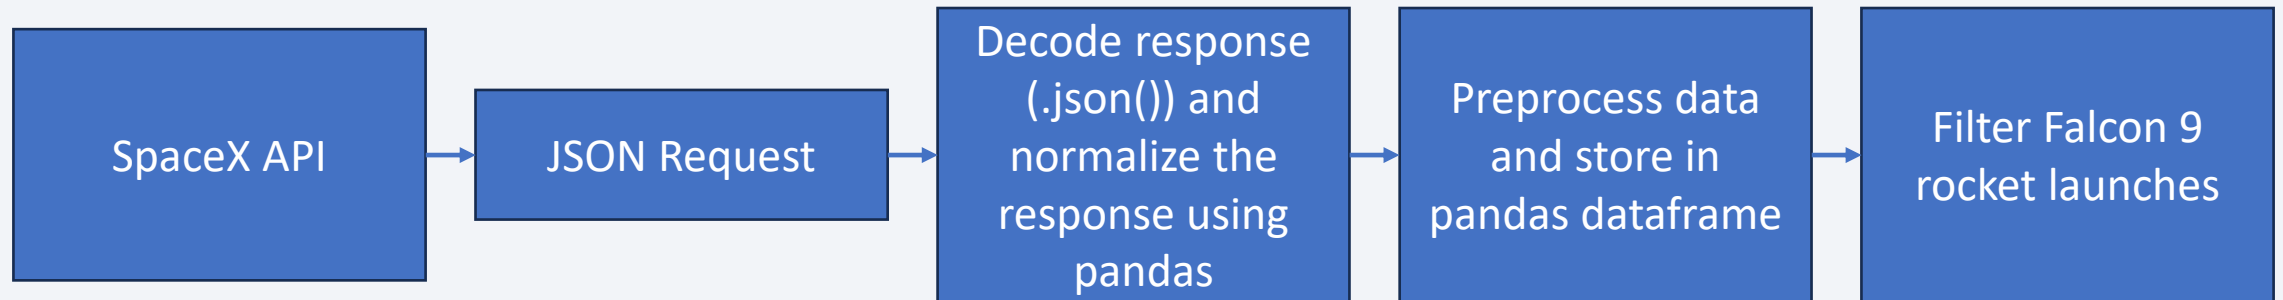 SpaceX API
JSON Request
Decode response
(.json()) and
normalize the
response using
pandas
Preprocess data
and store in
pandas dataframe
Filter Falcon 9
rocket launches